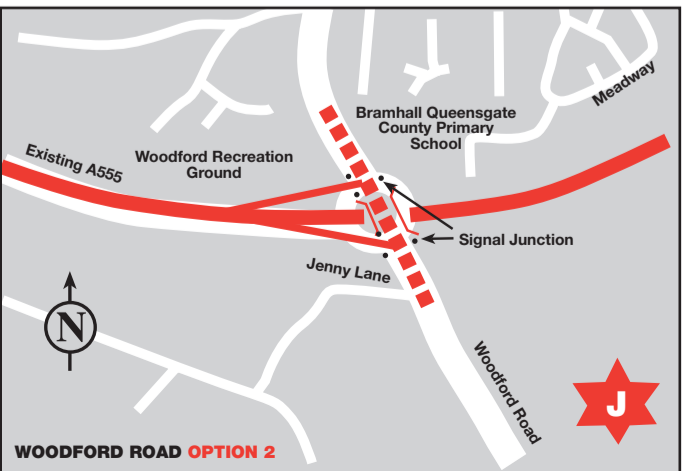 Bramhall Queensgate
County Primary
School
Meadway
Existing A555
Woodford Recreation
Ground
Signal Junction
Jenny Lane
N
Woodford Road
J
WOODFORD ROAD OPTION 2